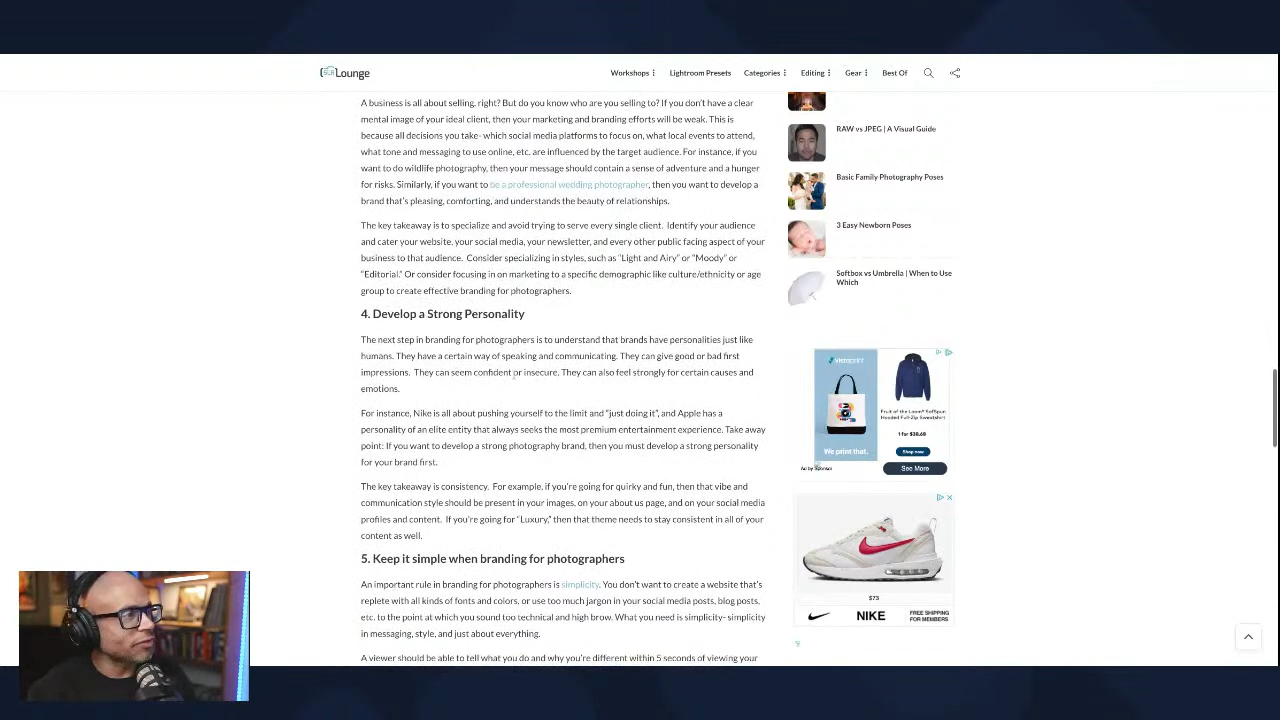 SLR Lounge
Workshops
Lightroom Presets
Categories
Editing
Gear
Best Of
A business is all about selling, right? But do you know who are you selling to? If you don't have a clear
mental image of your ideal client, then your marketing and branding efforts will be weak. This is
because all decisions you take- which social media platforms to focus on, what local events to attend,
what tone and messaging to use online, etc. are influenced by the target audience. For instance, if you
want to do wildlife photography, then your message should contain a sense of adventure and a hunger
for risks. Similarly, if you want to be a professional wedding photographer, then you want to develop a
brand that's pleasing, comforting, and understands the beauty of relationships.
The key takeaway is to specialize and avoid trying to serve every single client. Identify your audience
and cater your website, your social media, your newsletter, and every other public facing aspect of your
business to that audience. Consider specializing in styles, such as "Light and Airy" or "Moody" or
"Editorial." Or consider focusing in on marketing to a specific demographic like culture/ethnicity or age
group to create effective branding for photographers.
4. Develop a Strong Personality
The next step in branding for photographers is to understand that brands have personalities just like
humans. They have a certain way of speaking and communicating. They can give good or bad first
impressions. They can seem confident or insecure. They can also feel strongly for certain causes and
emotions.
For instance, Nike is all about pushing yourself to the limit and "just doing it", and Apple has a
personality of an elite entity that always seeks the most premium entertainment experience. Take away
point: If you want to develop a strong photography brand, then you must develop a strong personality
for your brand first.
The key takeaway is consistency. For example, if you're going for quirky and fun, then that vibe and
communication style should be present in your images, on your about us page, and on your social media
profiles and content. If you're going for "Luxury," then that theme needs to stay consistent in all of your
content as well.
5. Keep it simple when branding for photographers
An important rule in branding for photographers is simplicity. You don't want to create a website that's
replete with all kinds of fonts and colors, or use too much jargon in your social media posts, blog posts,
etc. to the point at which you sound too technical and high brow. What you need is simplicity- simplicity
in messaging, style, and just about everything.
A viewer should be able to tell what you do and why you're different within 5 seconds of viewing your
RAW vs JPEG | A Visual Guide
Basic Family Photography Poses
3 Easy Newborn Poses
Softbox vs Umbrella | When to Use
Which
vistaprint
We print that.
Fruit of the Loom® SofSpun
Hooded Full-Zip Sweatshirt
1 for $38.68
Shop now
Ad by Sponsor
See More
$73
NIKE
FREE SHIPPING
FOR MEMBERS